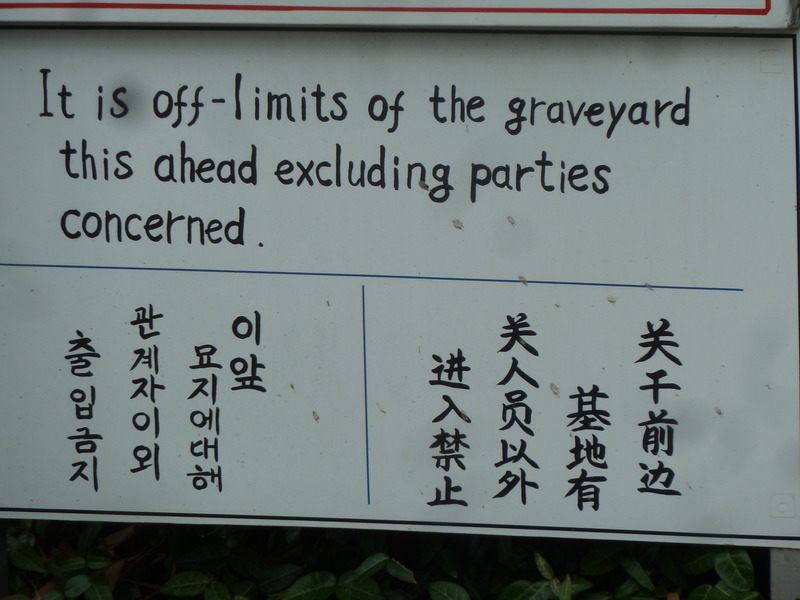 It is off-limits of the graveyard
this ahead excluding parties
concerned.
이앞
묘지에대해
관계자이외
출입금지
关干前边
基地有
关人员以外
进入禁止